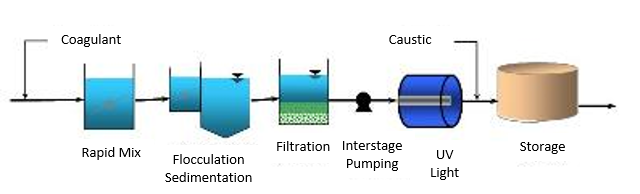 Coagulant
Caustic
Rapid Mix
Flocculation
Sedimentation
Filtration
Interstage
Pumping
UV
Light
Storage